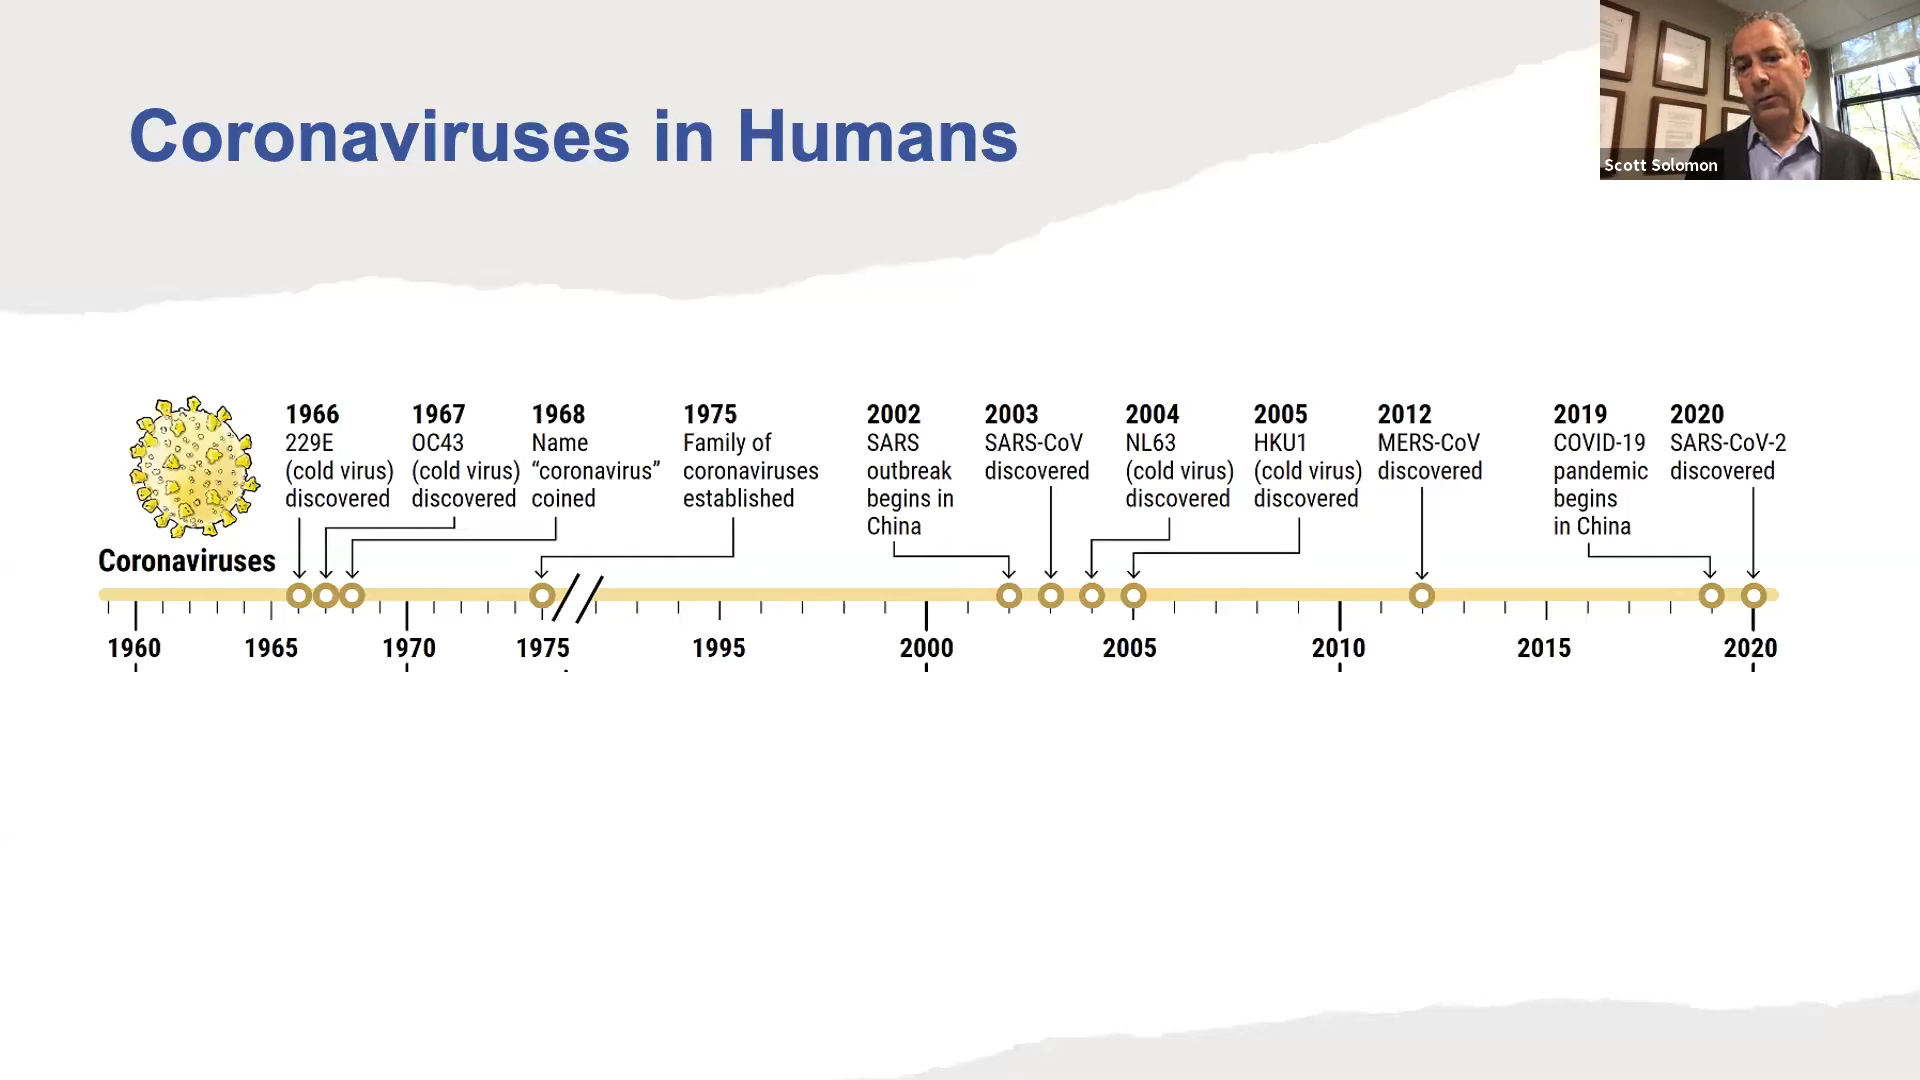 Coronaviruses in Humans
Scott Solomon
1966
229E
(cold virus)
discovered
1967
OC43
(cold virus)
discovered
1968
Name
“coronavirus”
coined
1975
Family of
coronaviruses
established
2002
SARS
outbreak
begins in
China
2003
SARS-CoV
discovered
2004
NL63
(cold virus)
discovered
2005
HKU1
(cold virus)
discovered
2012
MERS-CoV
discovered
2019
COVID-19
pandemic
begins
in China
2020
SARS-CoV-2
discovered
Coronaviruses
1960 1965 1970 1975 1995 2000 2005 2010 2015 2020